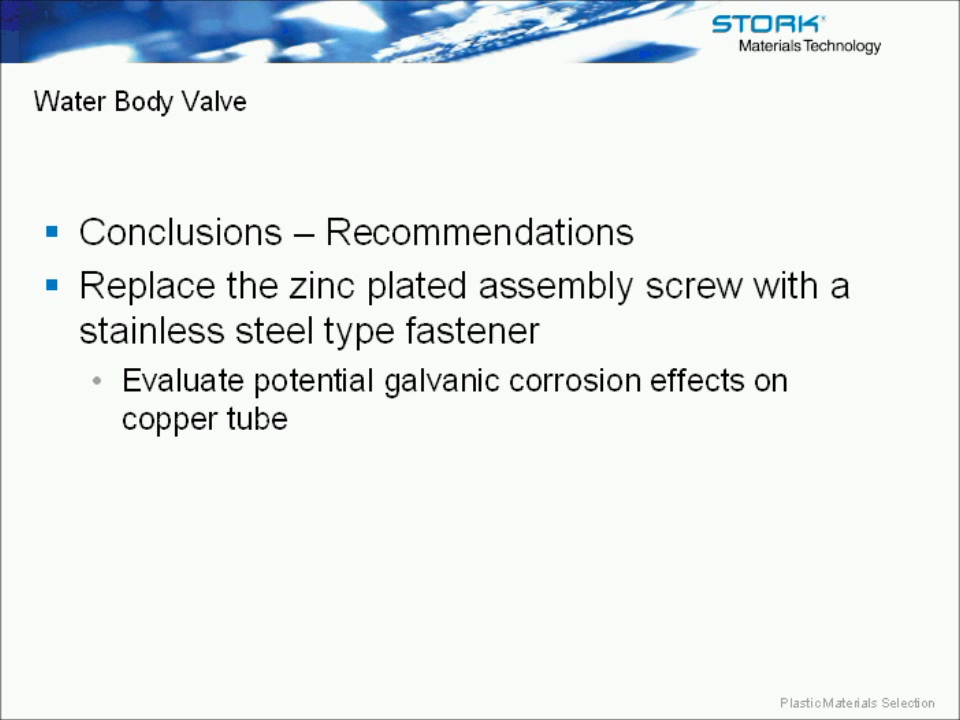 STORK
Materials Technology
Water Body Valve
Conclusions – Recommendations
Replace the zinc plated assembly screw with a
stainless steel type fastener
Evaluate potential galvanic corrosion effects on
copper tube
Plastic Materials Selection